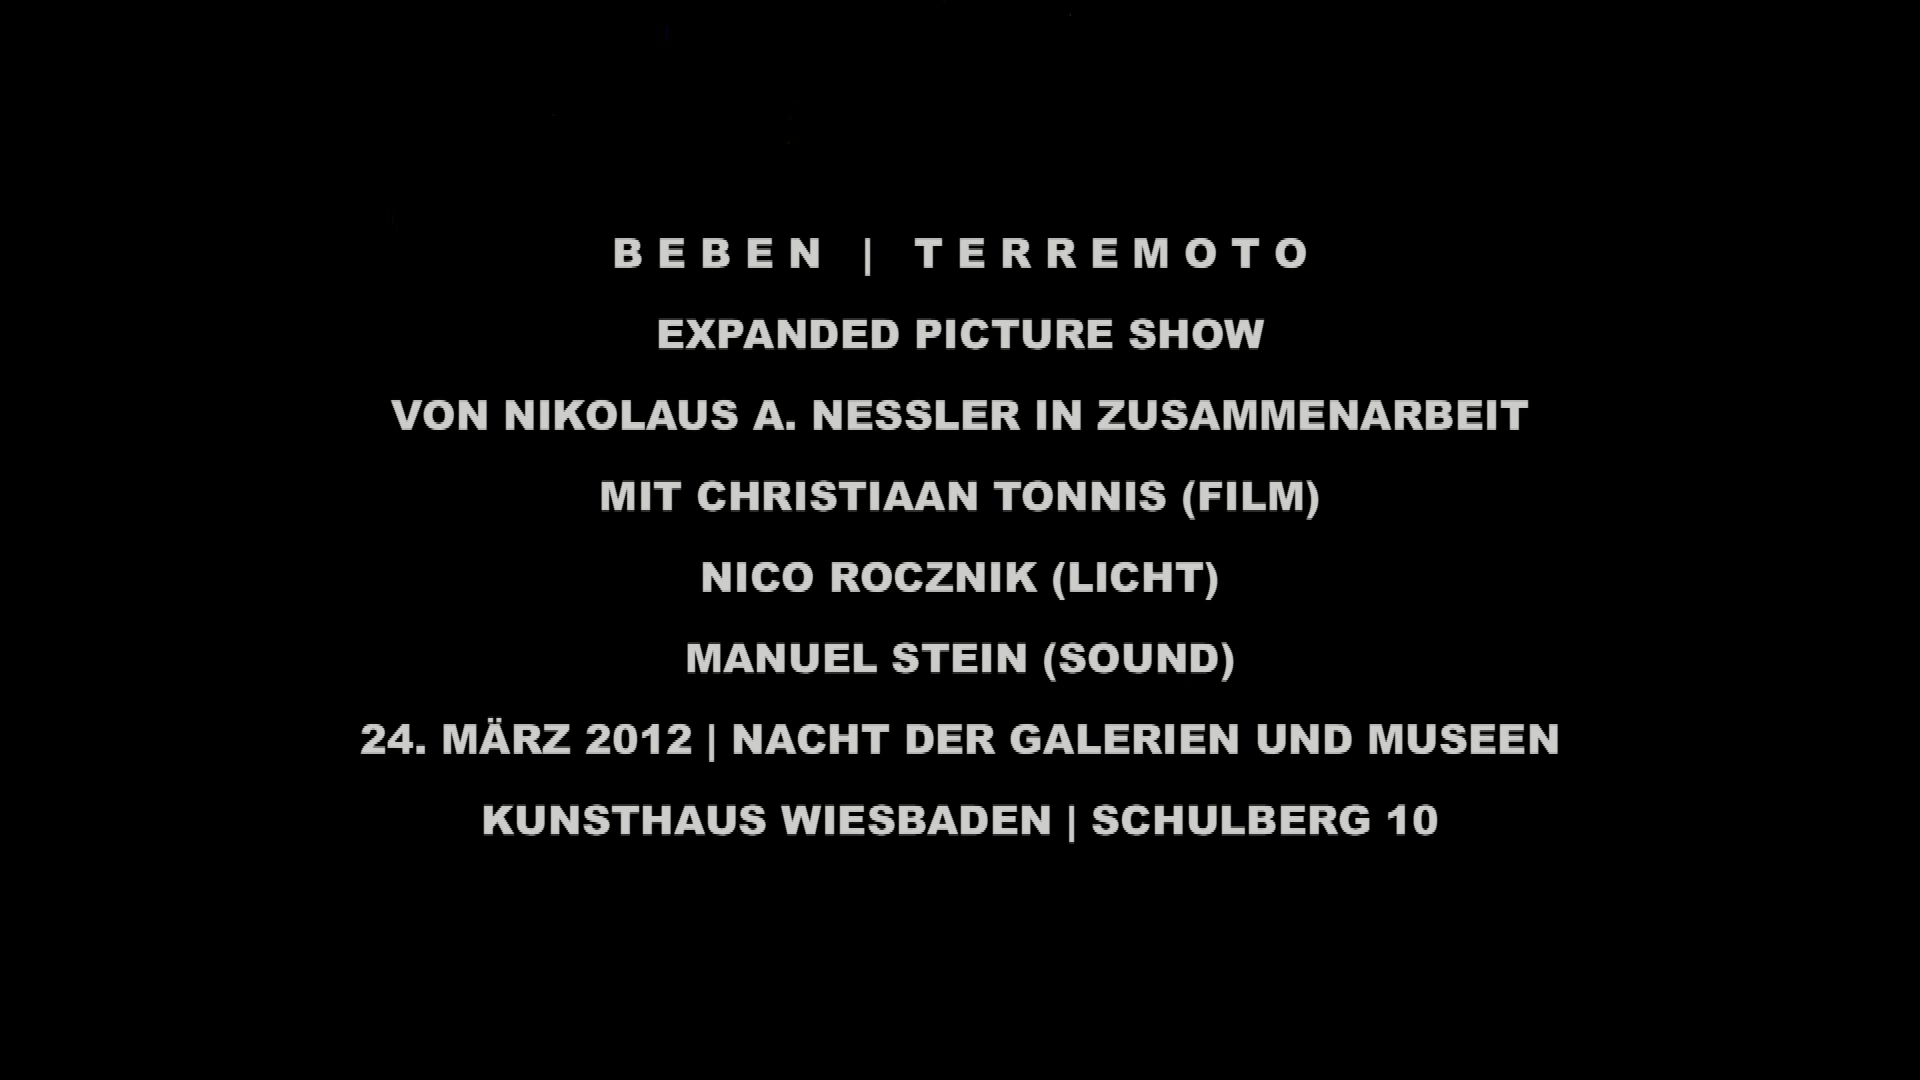 B E B E N | T E R R E M O T O
EXPANDED PICTURE SHOW
VON NIKOLAUS A. NESSLER IN ZUSAMMENARBEIT
MIT CHRISTIAAN TONNIS (FILM)
NICO ROCZNIK (LICHT)
MANUEL STEIN (SOUND)
24. MÄRZ 2012 | NACHT DER GALERIEN UND MUSEEN
KUNSTHAUS WIESBADEN | SCHULBERG 10